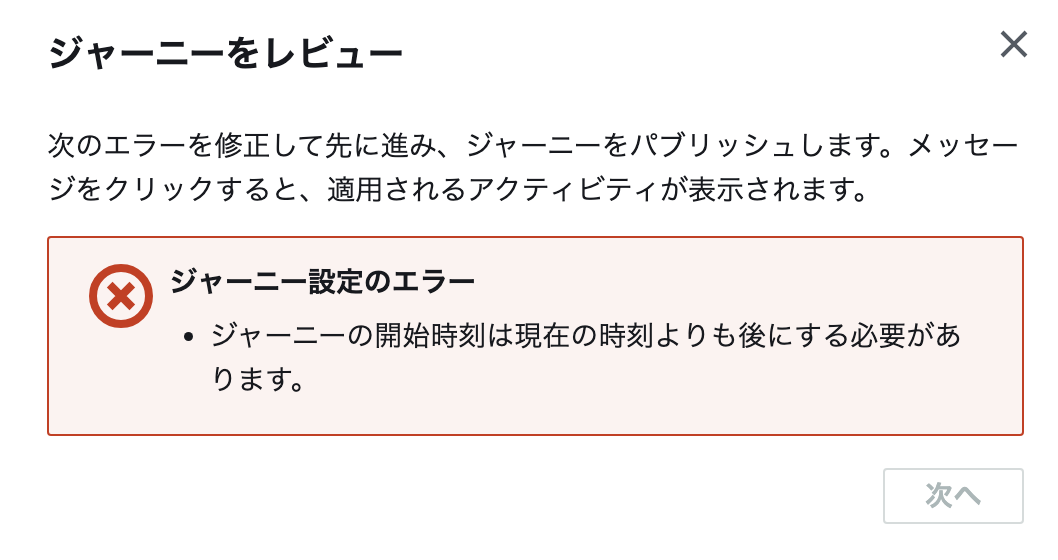 ジャーニーをレビュー
次のエラーを修正して先に進み、ジャーニーをパブリッシュします。メッセー
ジをクリックすると、適用されるアクティビティが表示されます。
ジャーニー設定のエラー
• ジャーニーの開始時刻は現在の時刻よりも後にする必要があ
ります。
次へ